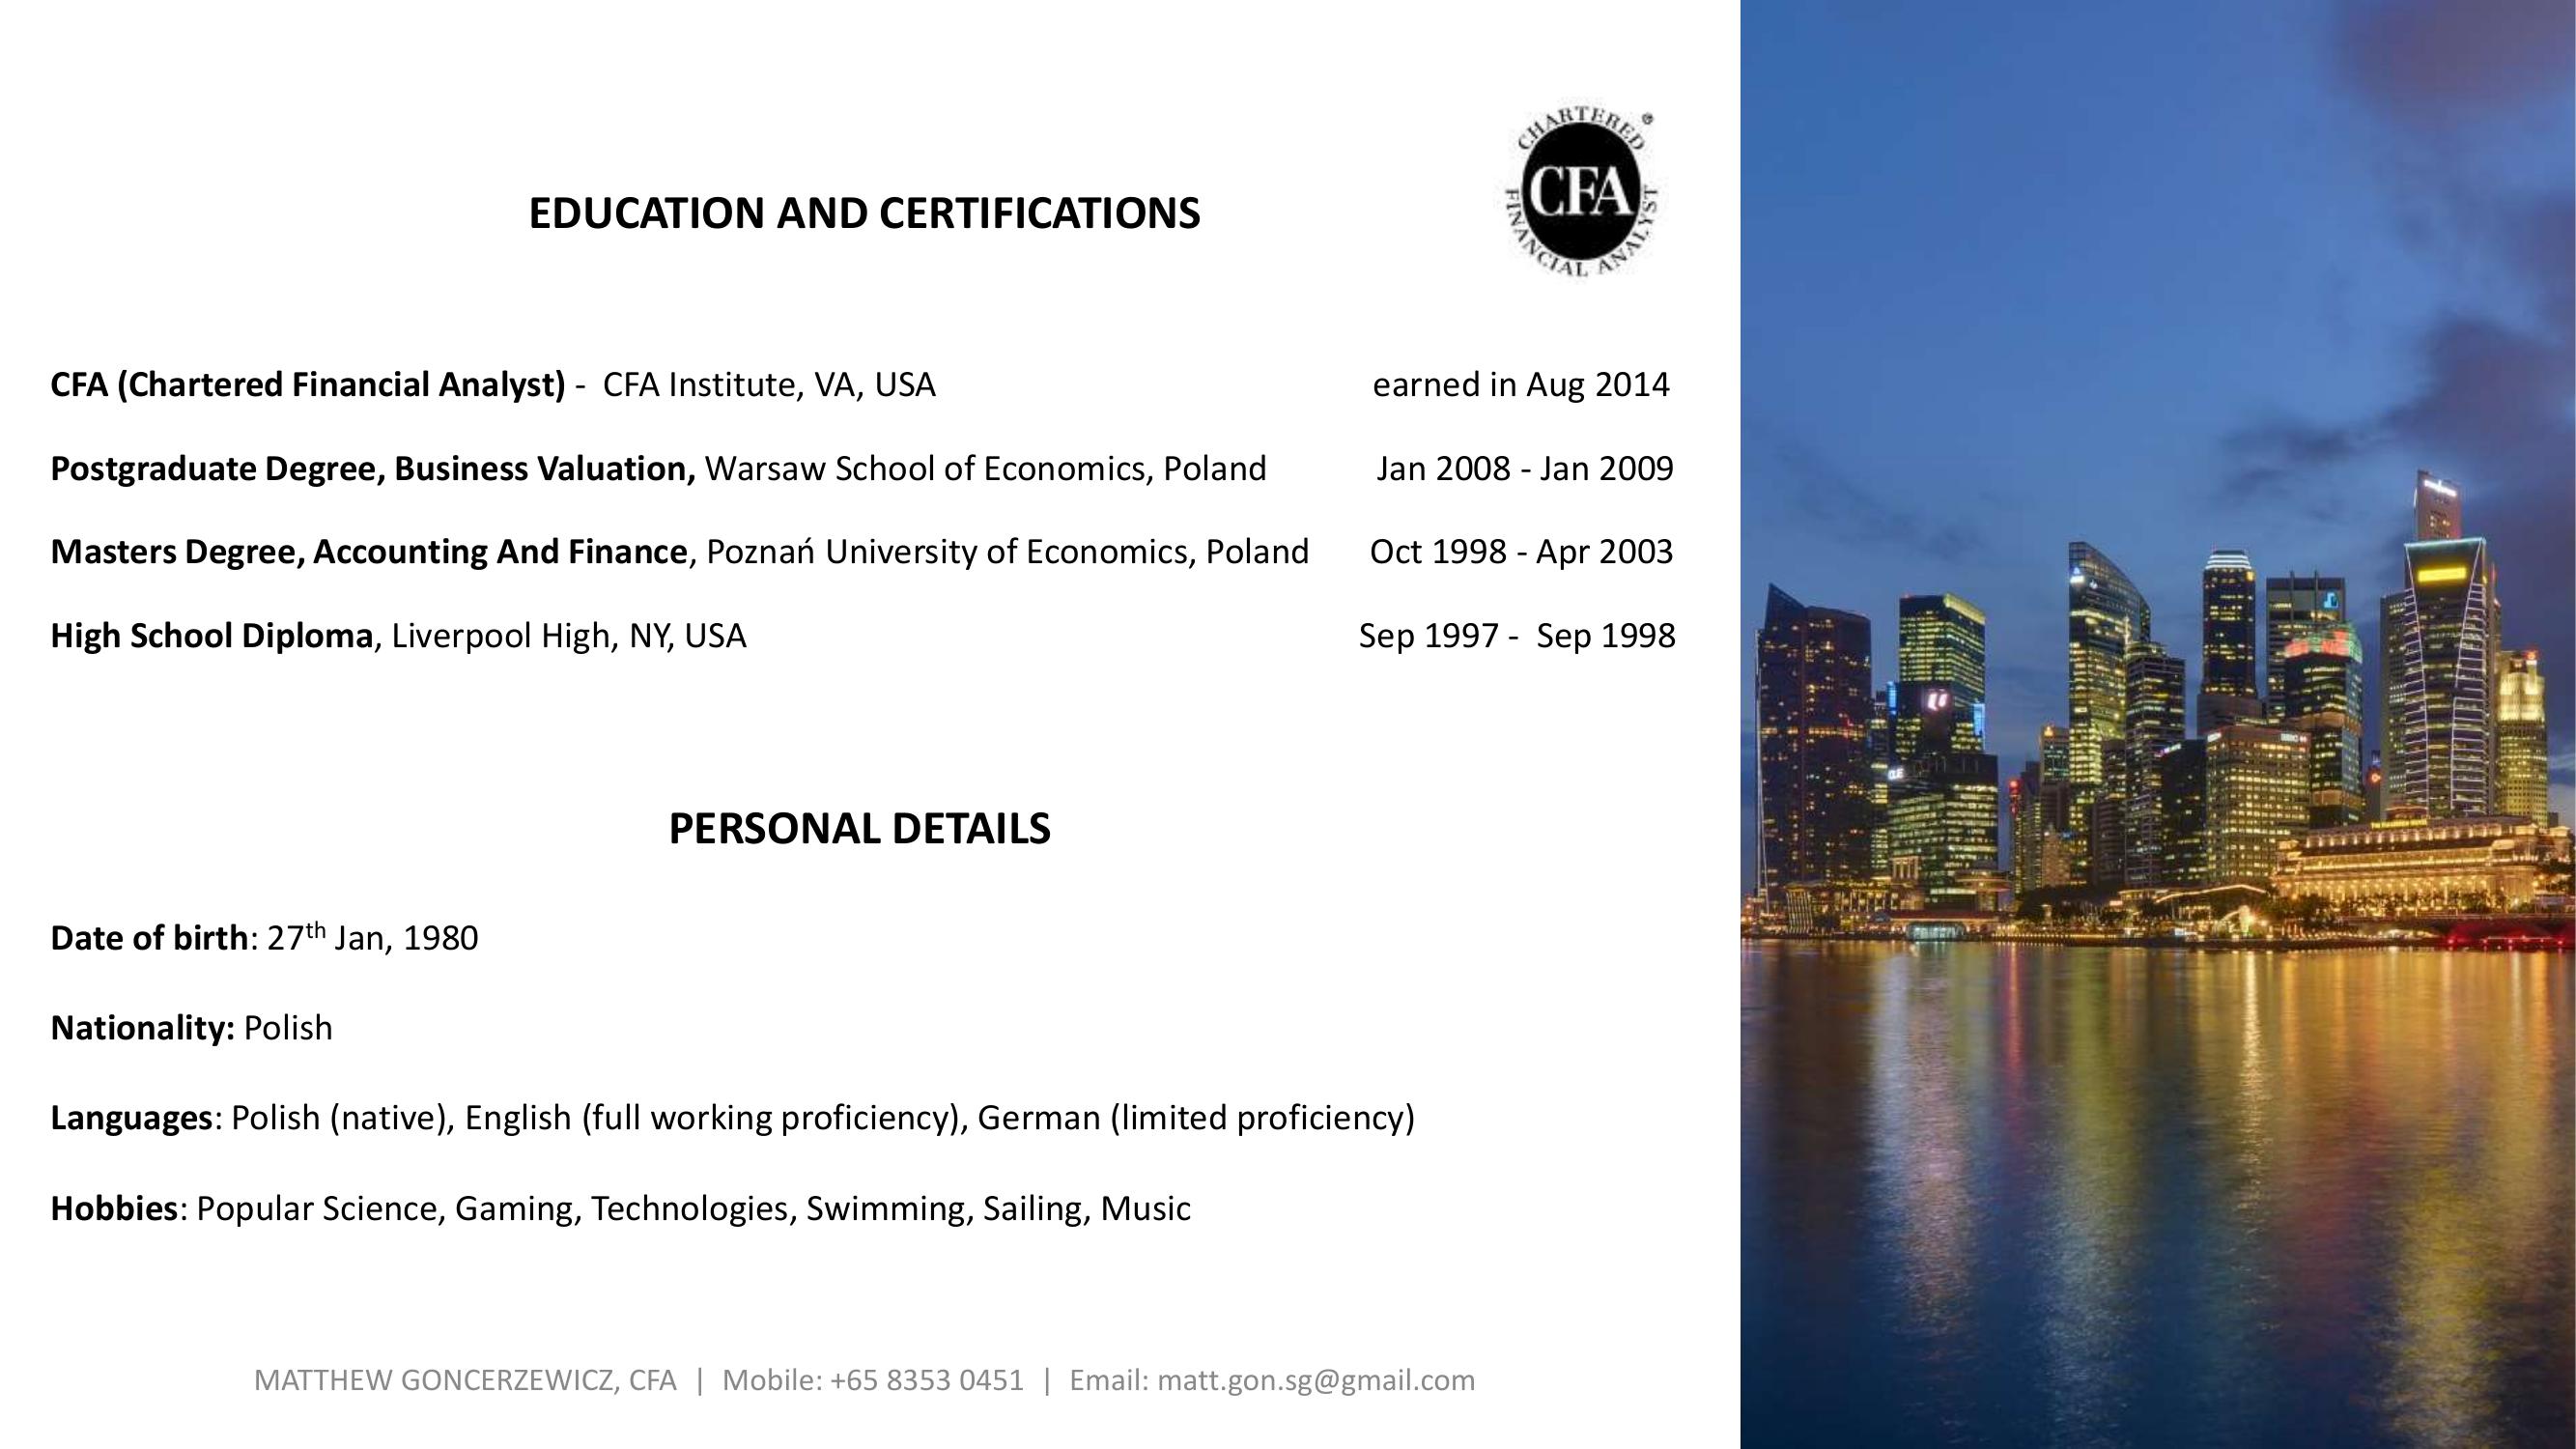 CHARTERED ®
CFA
FINANCIAL ANALYST
EDUCATION AND CERTIFICATIONS
CFA (Chartered Financial Analyst) - CFA Institute, VA, USA earned in Aug 2014
Postgraduate Degree, Business Valuation, Warsaw School of Economics, Poland Jan 2008 - Jan 2009
Masters Degree, Accounting And Finance, Poznań University of Economics, Poland Oct 1998 - Apr 2003
High School Diploma, Liverpool High, NY, USA Sep 1997 - Sep 1998
PERSONAL DETAILS
Date of birth: 27th Jan, 1980
Nationality: Polish
Languages: Polish (native), English (full working proficiency), German (limited proficiency)
Hobbies: Popular Science, Gaming, Technologies, Swimming, Sailing, Music
MATTHEW GONCERZEWICZ, CFA | Mobile: +65 8353 0451 | Email: matt.gon.sg@gmail.com